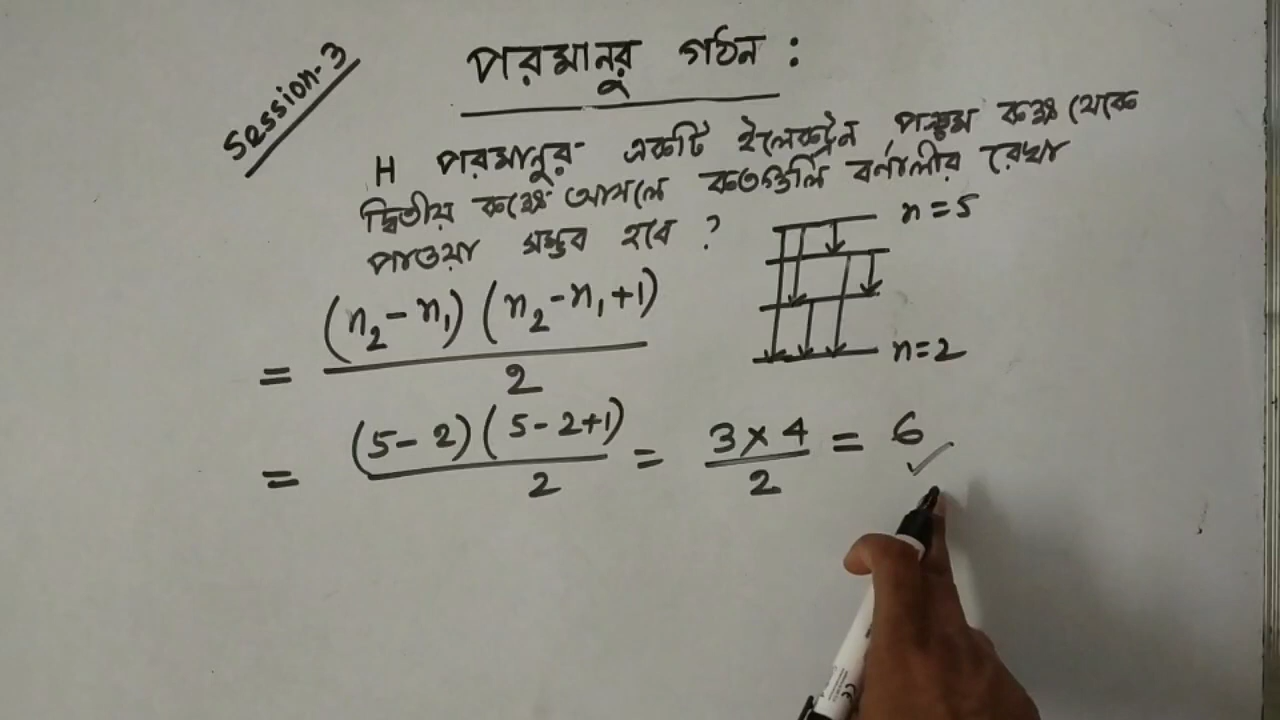 Session-3
পরমানুর গঠন :
H পরমানুর একটি ইলেকট্রন পঞ্চম কক্ষ থেকে
দ্বিতীয় কক্ষে আসলে কতগুলি বর্ণালীর রেখা
পাওয়া সম্ভব হবে ?
n = 5
n=2
= (n₂-n₁) (n₂-n₁+1) / 2
= (5-2)(5-2+1) / 2 = 3×4 / 2 = 6 ✓